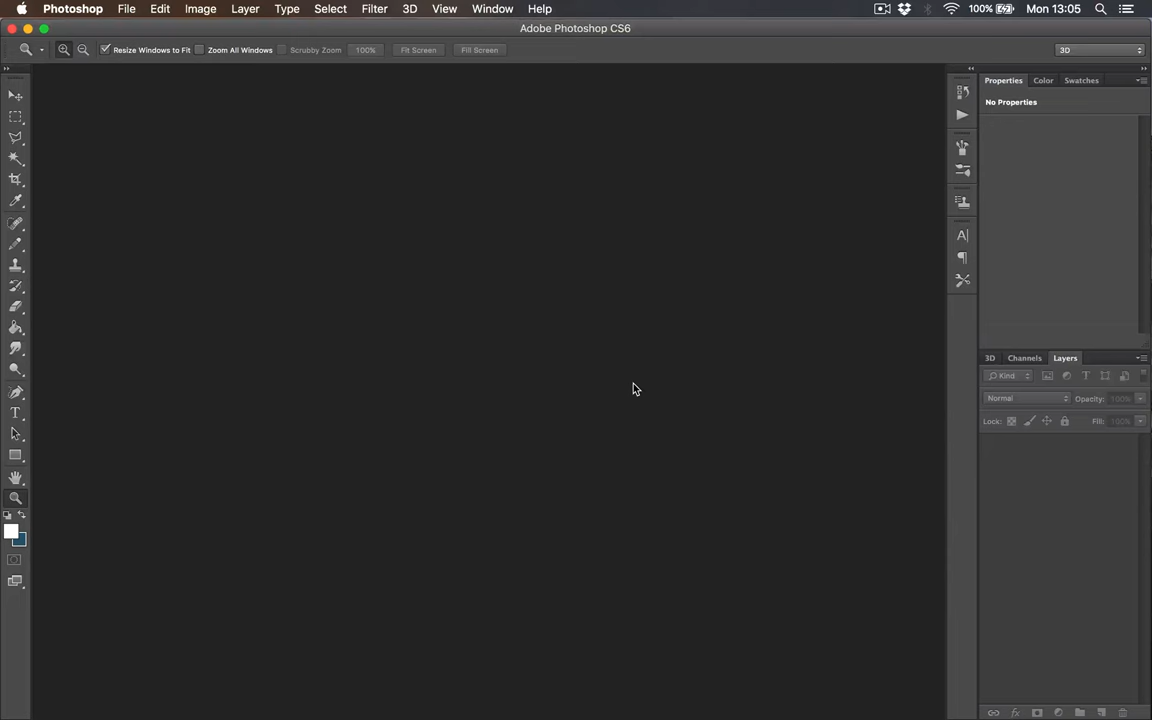 Photoshop File Edit Image Layer Type Select Filter 3D View Window Help 100% Mon 13:05
Adobe Photoshop CS6
Resize Windows to Fit Zoom All Windows Scrubby Zoom 100% Fit Screen Fill Screen 3D
Properties Color Swatches
No Properties
3D Channels Layers
Kind
Normal Opacity: 100%
Lock: Fill: 100%